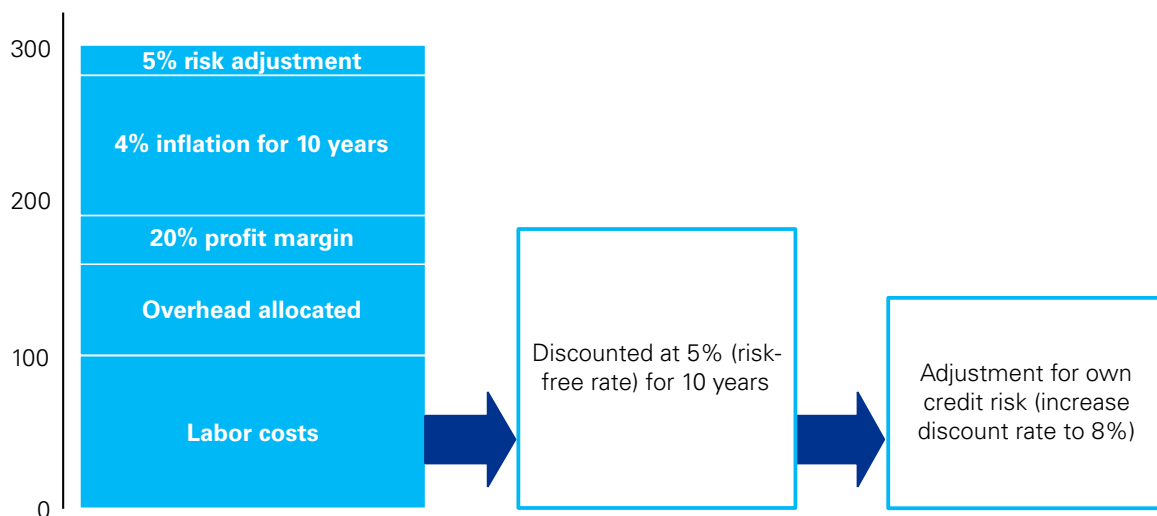 300
5% risk adjustment
4% inflation for 10 years
200
20% profit margin
Overhead allocated
100
Labor costs
0
Discounted at 5% (risk-
free rate) for 10 years
Adjustment for own
credit risk (increase
discount rate to 8%)